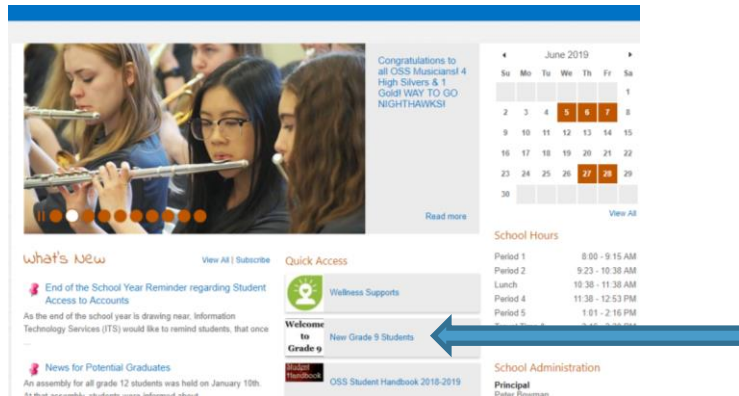 Congratulations to
all OSS Musicians! 4
High Silvers & 1
Gold! WAY TO GO
NIGHTHAWKS!
Read more
June 2019
Su Mo Tu We Th Fr Sa
1
2 3 4 5 6 7 8
9 10 11 12 13 14 15
16 17 18 19 20 21 22
23 24 25 26 27 28 29
30
View All
What's New
View All | Subscribe
End of the School Year Reminder regarding Student
Access to Accounts
As the end of the school year is drawing near, Information
Technology Services (ITS) would like to remind students, that once
...
News for Potential Graduates
An assembly for all grade 12 students was held on January 10th.
At that assembly, students were informed about
Quick Access
Wellness Supports
Welcome
to
Grade 9
New Grade 9 Students
Student
Handbook
OSS Student Handbook 2018-2019
School Hours
Period 1 8:00 - 9:15 AM
Period 2 9:23 - 10:38 AM
Lunch 10:38 - 11:38 AM
Period 4 11:38 - 12:53 PM
Period 5 1:01 - 2:16 PM
School Administration
Principal
Peter Bowman